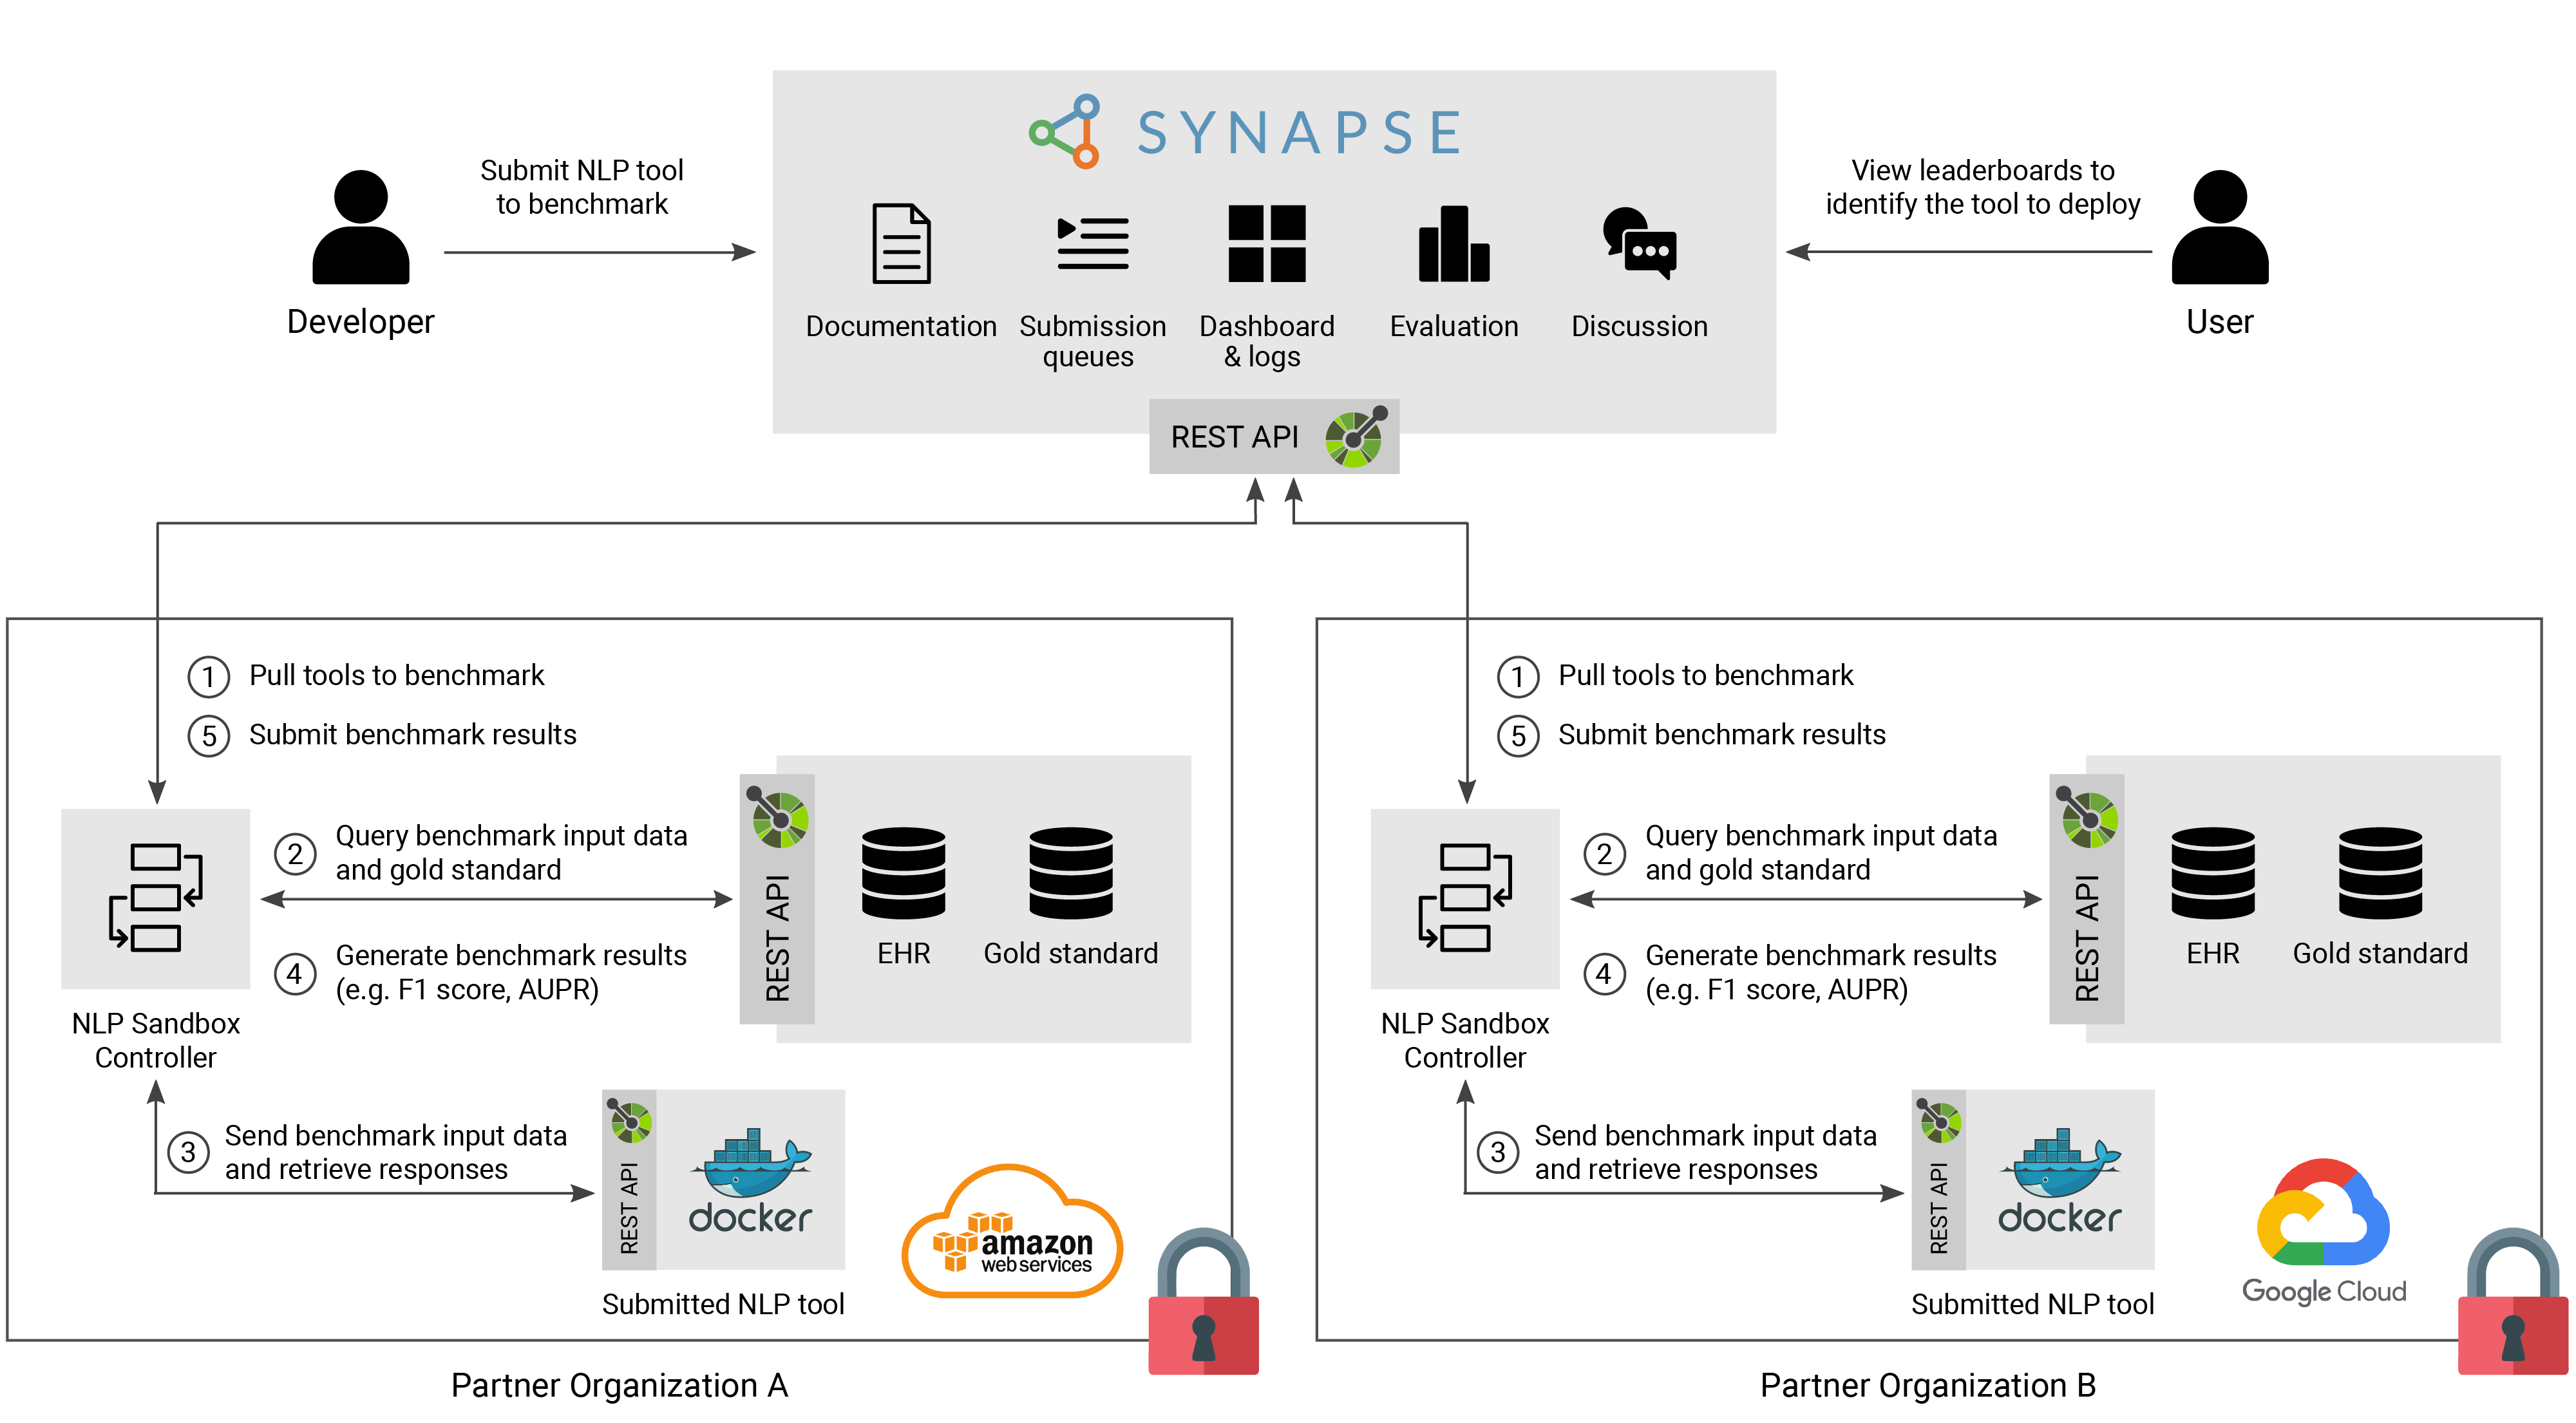 SYNAPSE
Submit NLP tool
to benchmark
View leaderboards to
identify the tool to deploy
Developer
Documentation
Submission
queues
Dashboard
& logs
Evaluation
Discussion
User
REST API
1 Pull tools to benchmark
5 Submit benchmark results
2 Query benchmark input data
and gold standard
4 Generate benchmark results
(e.g. F1 score, AUPR)
REST API
EHR
Gold standard
NLP Sandbox
Controller
3 Send benchmark input data
and retrieve responses
REST API
docker
Submitted NLP tool
amazon
web services
Partner Organization A
1 Pull tools to benchmark
5 Submit benchmark results
2 Query benchmark input data
and gold standard
4 Generate benchmark results
(e.g. F1 score, AUPR)
REST API
EHR
Gold standard
NLP Sandbox
Controller
3 Send benchmark input data
and retrieve responses
REST API
docker
Submitted NLP tool
Google Cloud
Partner Organization B